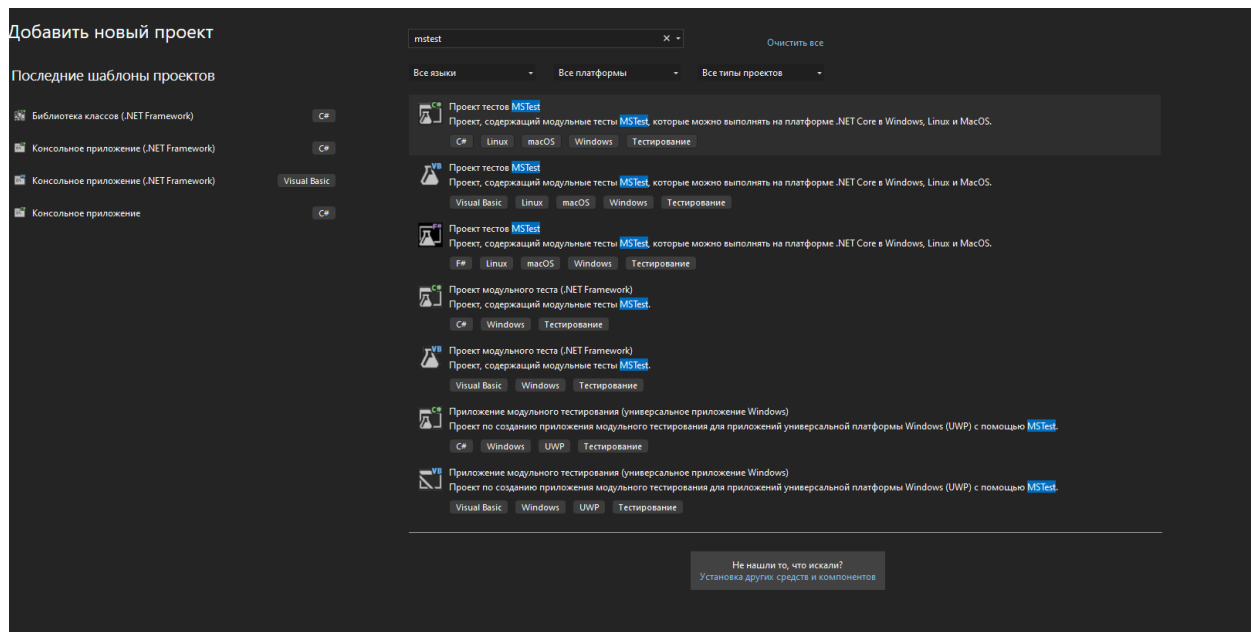 Добавить новый проект
Последние шаблоны проектов
Библиотека классов (.NET Framework) C#
Консольное приложение (.NET Framework) C#
Консольное приложение (.NET Framework) Visual Basic
Консольное приложение C#
mstest
Очистить все
Все языки Все платформы Все типы проектов
Проект тестов MSTest
Проект, содержащий модульные тесты MSTest, которые можно выполнять на платформе .NET Core в Windows, Linux и MacOS.
C# Linux macOS Windows Тестирование
Проект тестов MSTest
Проект, содержащий модульные тесты MSTest, которые можно выполнять на платформе .NET Core в Windows, Linux и MacOS.
Visual Basic Linux macOS Windows Тестирование
Проект тестов MSTest
Проект, содержащий модульные тесты MSTest, которые можно выполнять на платформе .NET Core в Windows, Linux и MacOS.
F# Linux macOS Windows Тестирование
Проект модульного теста (.NET Framework)
Проект, содержащий модульные тесты MSTest.
C# Windows Тестирование
Проект модульного теста (.NET Framework)
Проект, содержащий модульные тесты MSTest.
Visual Basic Windows Тестирование
Приложение модульного тестирования (универсальное приложение Windows)
Проект по созданию приложения модульного тестирования для приложений универсальной платформы Windows (UWP) с помощью MSTest.
C# Windows UWP Тестирование
Приложение модульного тестирования (универсальное приложение Windows)
Проект по созданию приложения модульного тестирования для приложений универсальной платформы Windows (UWP) с помощью MSTest.
Visual Basic Windows UWP Тестирование
Не нашли то, что искали?
Установка других средств и компонентов